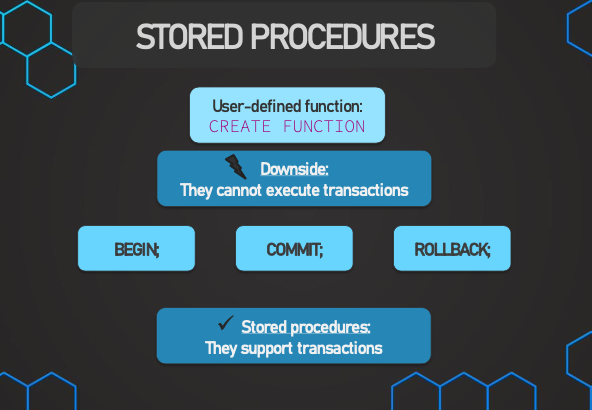 STORED PROCEDURES
User-defined function:
CREATE FUNCTION
Downside:
They cannot execute transactions
BEGIN;
COMMIT;
ROLLBACK;
Stored procedures:
They support transactions